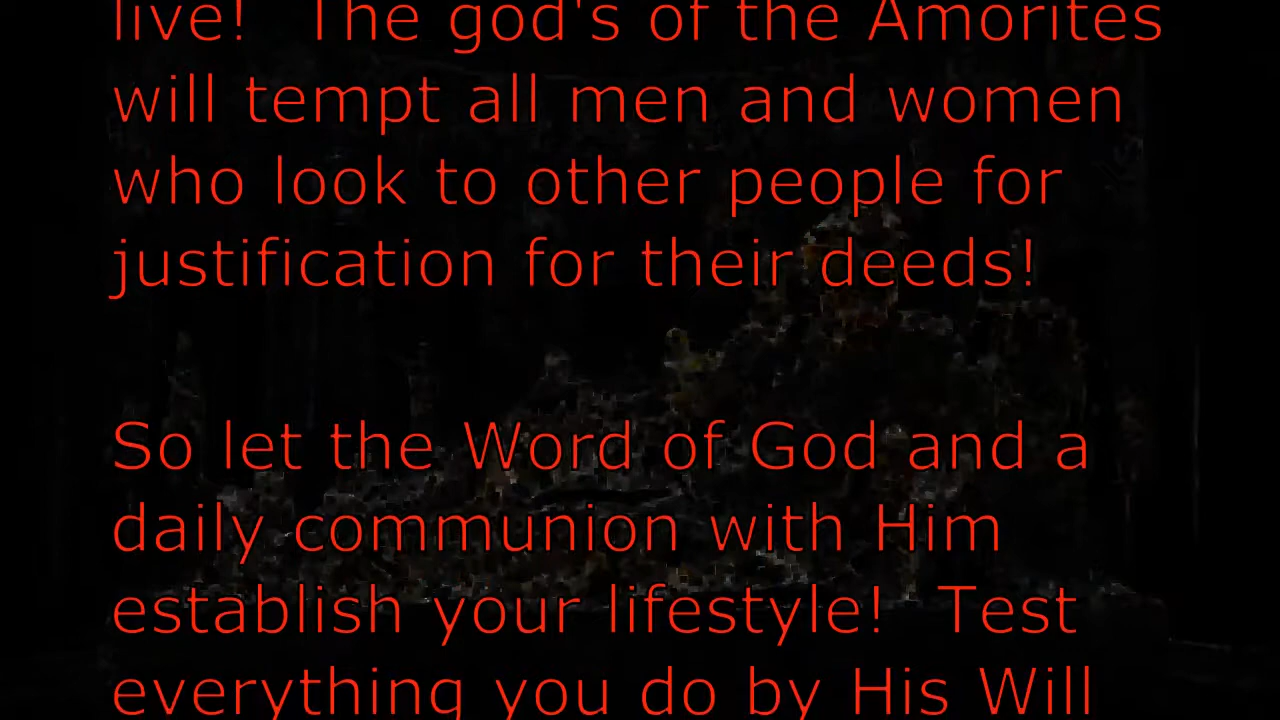 live!  The god's of the Amorites
will tempt all men and women
who look to other people for
justification for their deeds!
So let the Word of God and a
daily communion with Him
establish your lifestyle!  Test
everything you do by His Will